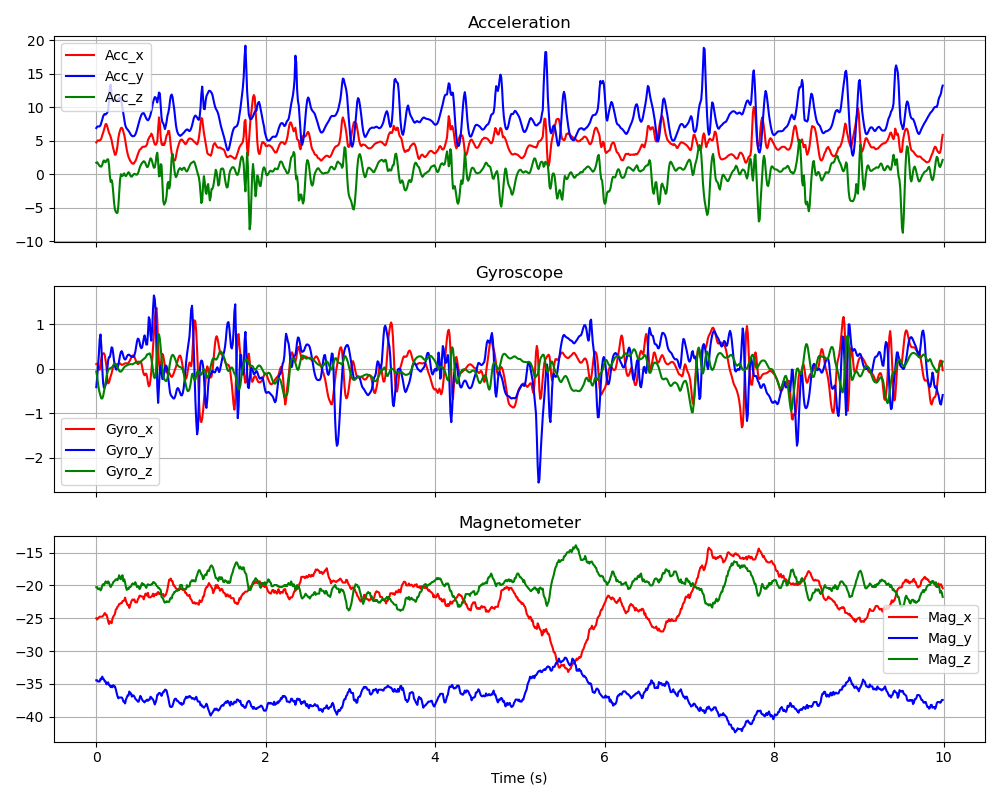 Acceleration
20
15
10
5
0
−5
−10
Acc_x
Acc_y
Acc_z
Gyroscope
1
0
−1
−2
Gyro_x
Gyro_y
Gyro_z
Magnetometer
−15
−20
−25
−30
−35
−40
Mag_x
Mag_y
Mag_z
0 2 4 6 8 10
Time (s)